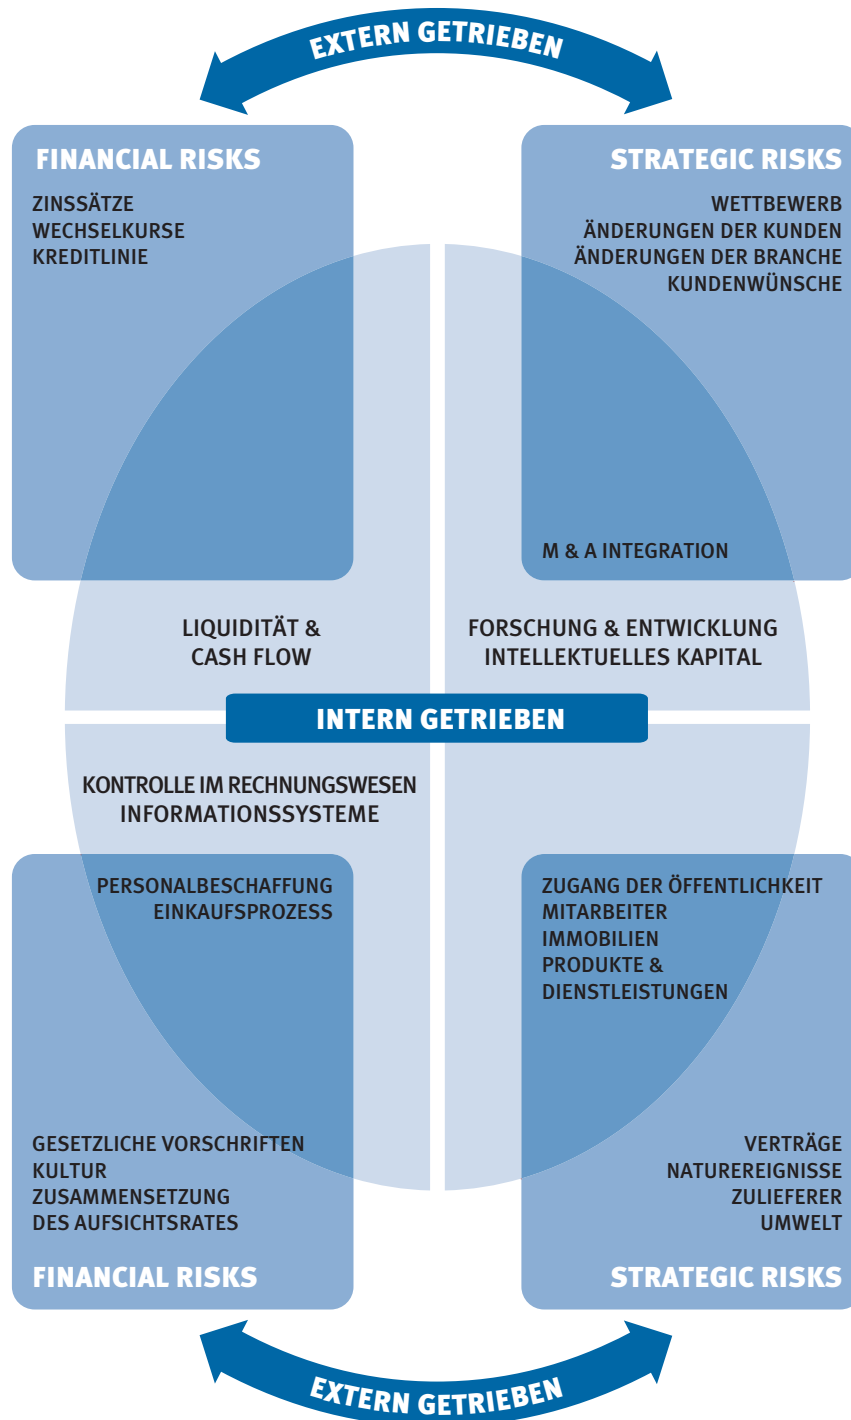 EXTERN GETRIEBEN
FINANCIAL RISKS
ZINSSÄTZE
WECHSELKURSE
KREDITLINIE
STRATEGIC RISKS
WETTBEWERB
ÄNDERUNGEN DER KUNDEN
ÄNDERUNGEN DER BRANCHE
KUNDENWÜNSCHE
M & A INTEGRATION
LIQUIDITÄT &
CASH FLOW
FORSCHUNG & ENTWICKLUNG
INTELLEKTUELLES KAPITAL
INTERN GETRIEBEN
KONTROLLE IM RECHNUNGSWESEN
INFORMATIONSSYSTEME
PERSONALBESCHAFFUNG
EINKAUFSPROZESS
ZUGANG DER ÖFFENTLICHKEIT
MITARBEITER
IMMOBILIEN
PRODUKTE &
DIENSTLEISTUNGEN
GESETZLICHE VORSCHRIFTEN
KULTUR
ZUSAMMENSETZUNG
DES AUFSICHTSRATES
FINANCIAL RISKS
VERTRÄGE
NATUREREIGNISSE
ZULIEFERER
UMWELT
STRATEGIC RISKS
EXTERN GETRIEBEN